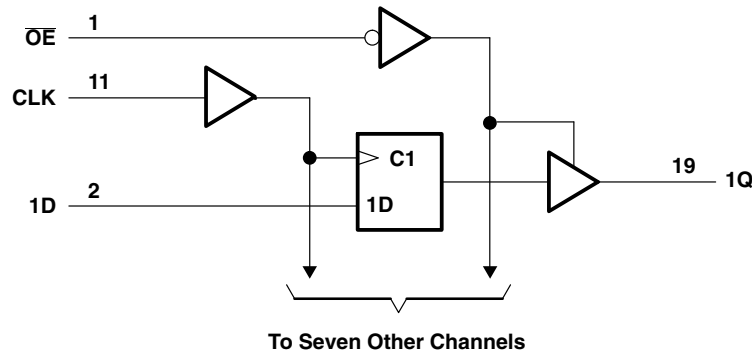 OE 1
CLK 11
C1
1D 2 1D
19 1Q
To Seven Other Channels